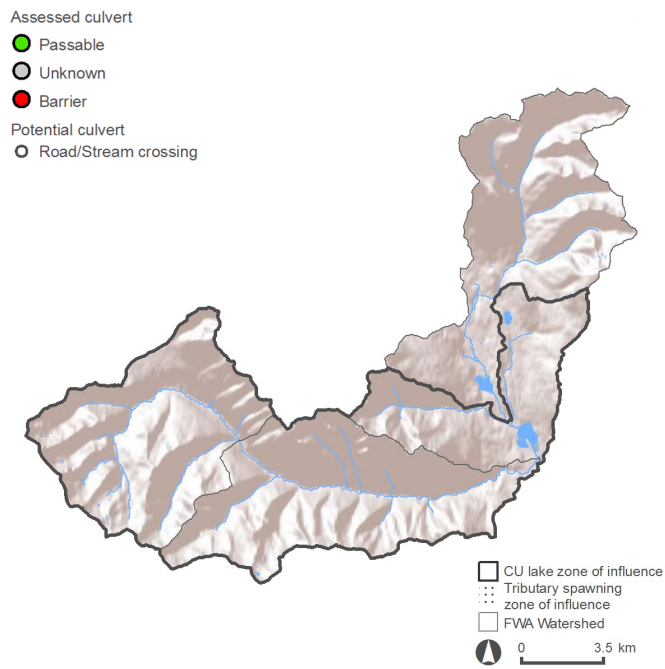 Assessed culvert
Passable
Unknown
Barrier
Potential culvert
Road/Stream crossing
CU lake zone of influence
Tributary spawning
zone of influence
FWA Watershed
0 3.5 km